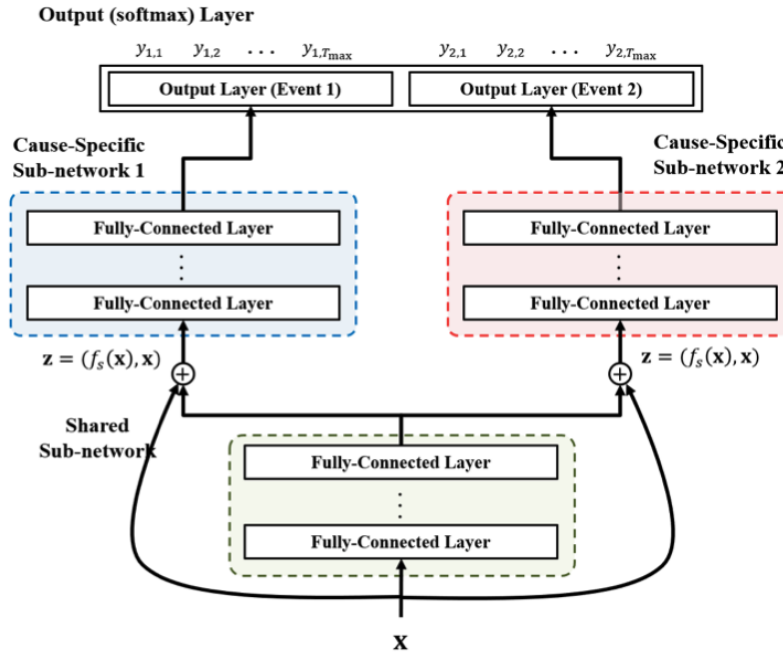 Output (softmax) Layer
y₁,₁ y₁,₂ ... y₁,Tmax y₂,₁ y₂,₂ ... y₂,Tmax
Output Layer (Event 1) Output Layer (Event 2)
Cause-Specific
Sub-network 1
Cause-Specific
Sub-network 2
Fully-Connected Layer Fully-Connected Layer
⋮ ⋮
Fully-Connected Layer Fully-Connected Layer
z = (fₛ(x), x) z = (fₛ(x), x)
Shared
Sub-network
Fully-Connected Layer
⋮
Fully-Connected Layer
x